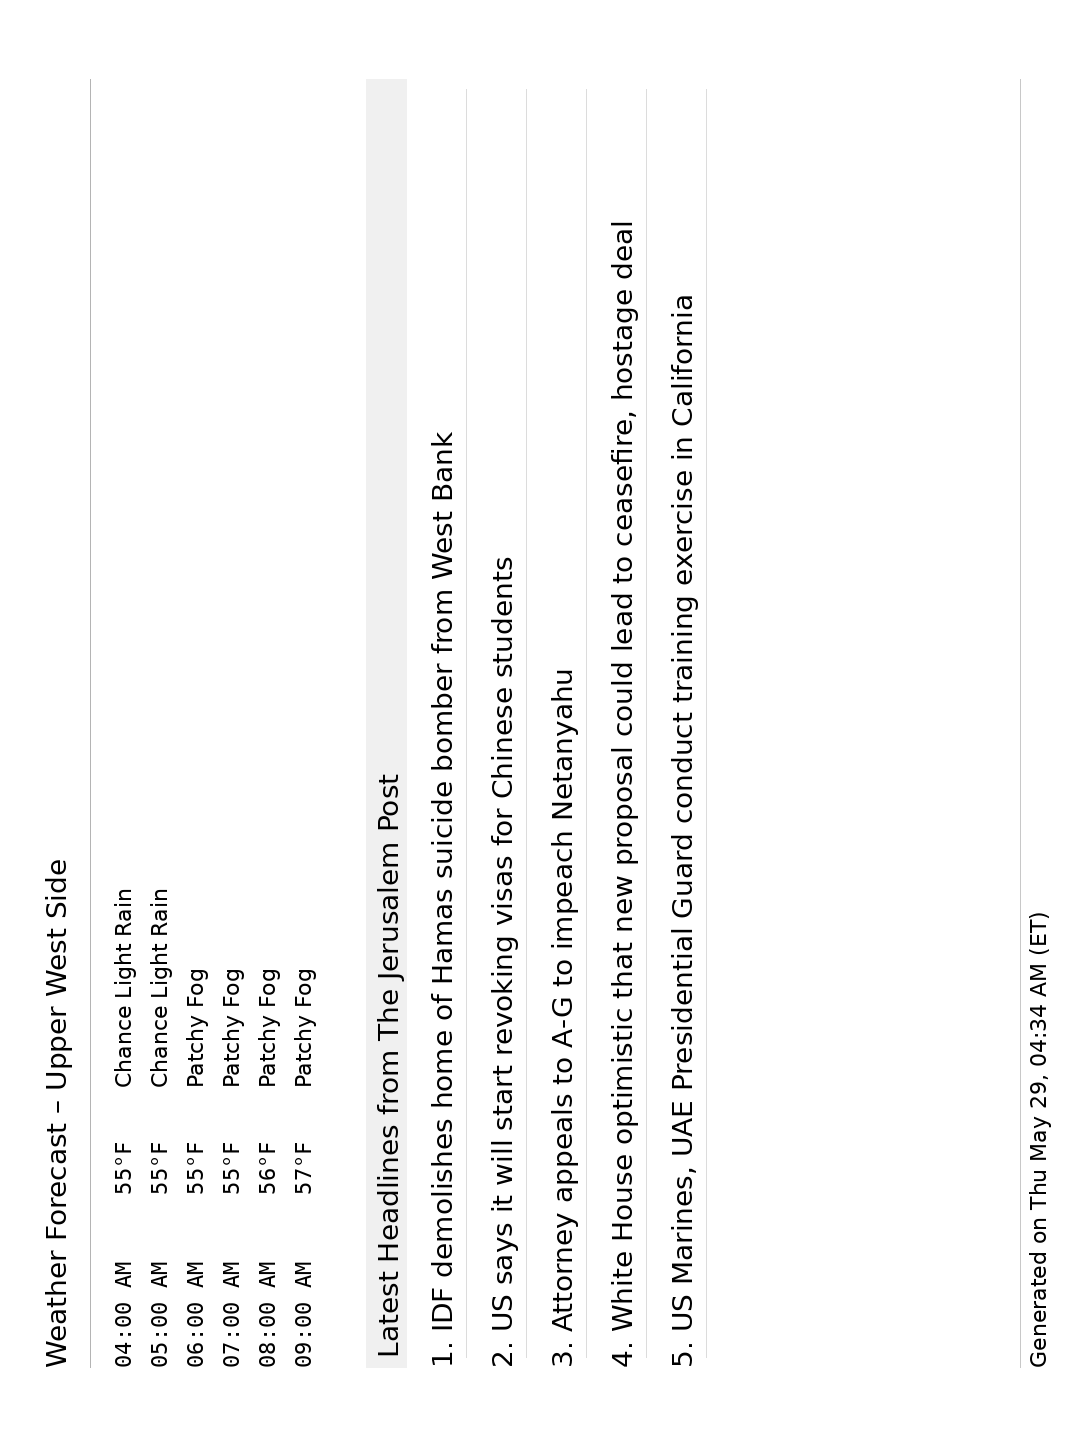 Weather Forecast – Upper West Side
04:00 AM 55°F Chance Light Rain
05:00 AM 55°F Chance Light Rain
06:00 AM 55°F Patchy Fog
07:00 AM 55°F Patchy Fog
08:00 AM 56°F Patchy Fog
09:00 AM 57°F Patchy Fog
Latest Headlines from The Jerusalem Post
1. IDF demolishes home of Hamas suicide bomber from West Bank
2. US says it will start revoking visas for Chinese students
3. Attorney appeals to A-G to impeach Netanyahu
4. White House optimistic that new proposal could lead to ceasefire, hostage deal
5. US Marines, UAE Presidential Guard conduct training exercise in California
Generated on Thu May 29, 04:34 AM (ET)